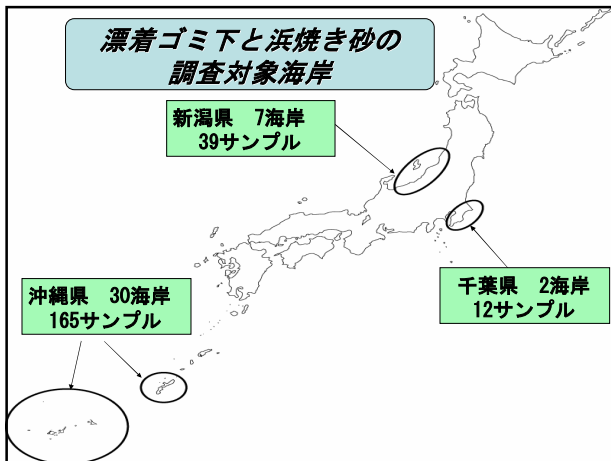 漂着ゴミ下と浜焼き砂の
調査対象海岸
新潟県　7海岸
39サンプル
沖縄県　30海岸
165サンプル
千葉県　2海岸
12サンプル